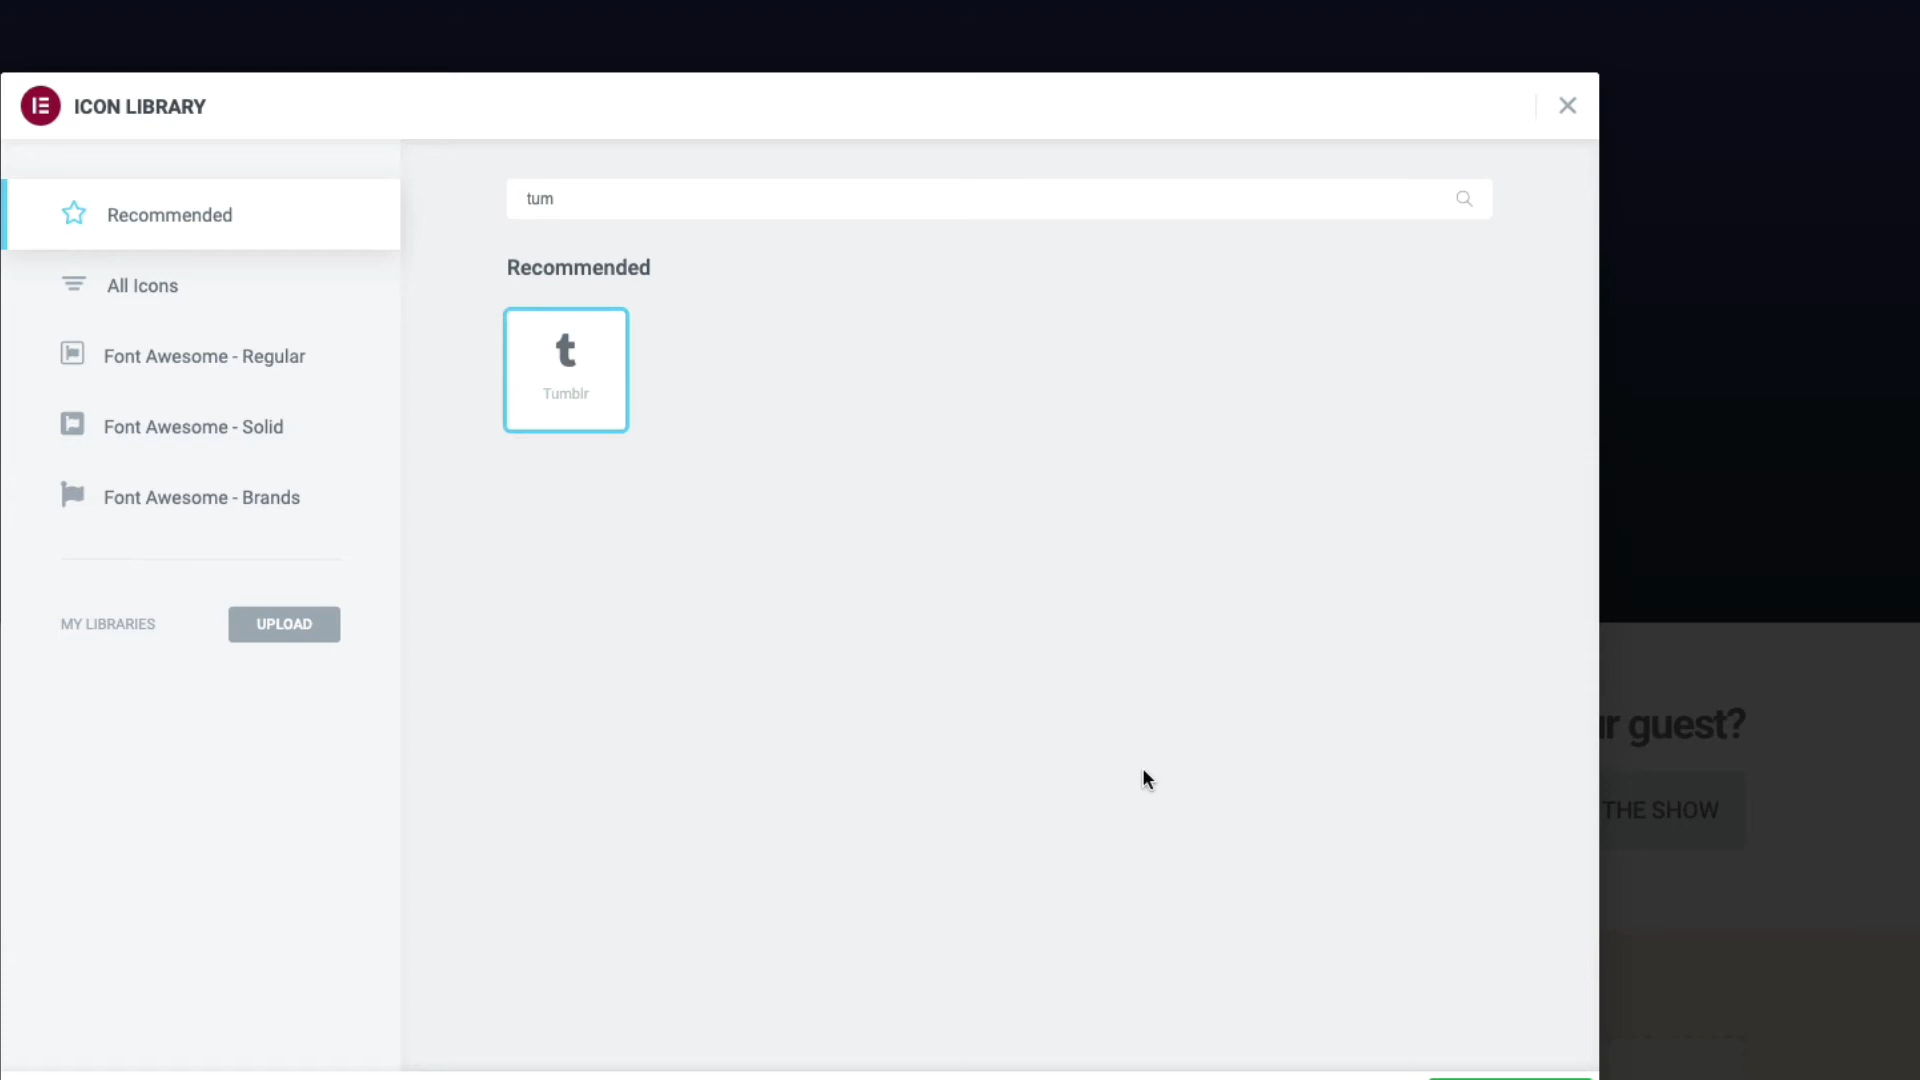 ICON LIBRARY
Recommended
All Icons
Font Awesome - Regular
Font Awesome - Solid
Font Awesome - Brands
MY LIBRARIES
UPLOAD
tum
Recommended
t
Tumblr
guest?
THE SHOW